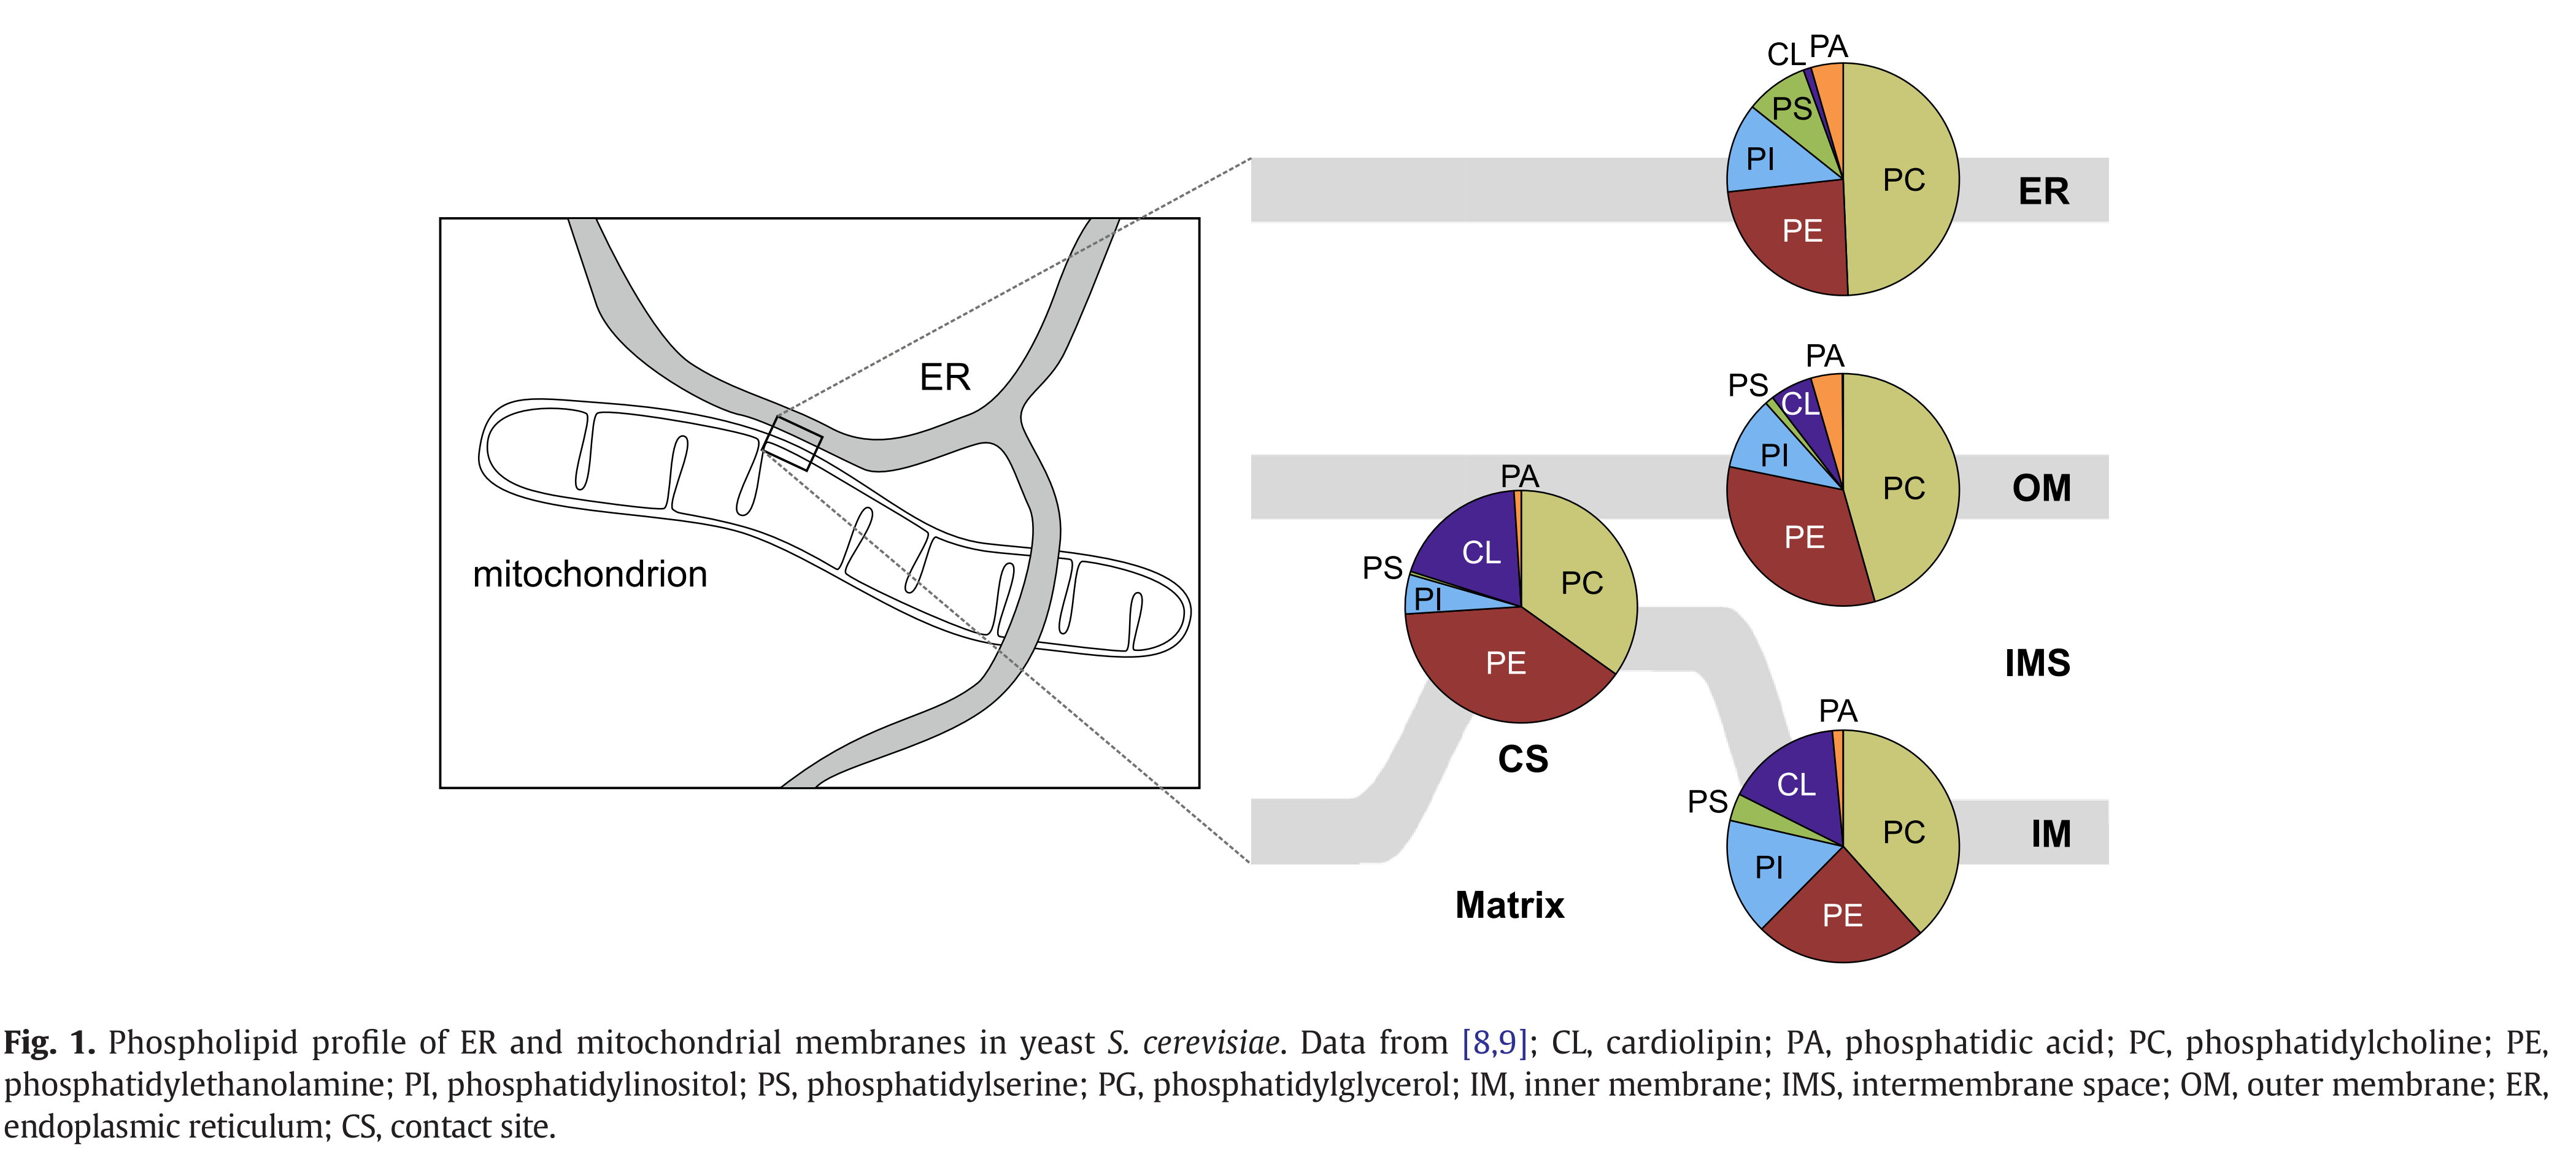 ER
mitochondrion
CL PA
PS
PI
PC
PE
ER
PA
PS
CL
PI
PC
PE
OM
PA
PS
CL
PI
PC
PE
CS
IMS
PA
PS
CL
PI
PC
PE
IM
Matrix
Fig. 1. Phospholipid profile of ER and mitochondrial membranes in yeast S. cerevisiae. Data from [8,9]; CL, cardiolipin; PA, phosphatidic acid; PC, phosphatidylcholine; PE,
phosphatidylethanolamine; PI, phosphatidylinositol; PS, phosphatidylserine; PG, phosphatidylglycerol; IM, inner membrane; IMS, intermembrane space; OM, outer membrane; ER,
endoplasmic reticulum; CS, contact site.